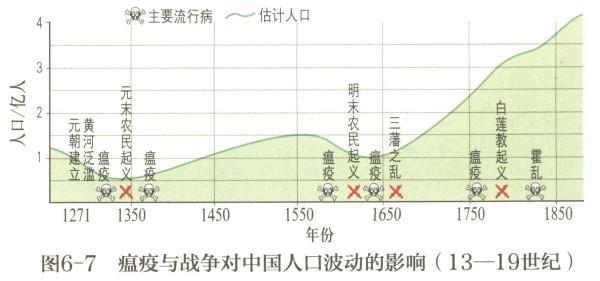 主要流行病 估计人口
人口/亿人
4
3
2
1
元朝建立
黄河泛滥
瘟疫
元末农民起义
瘟疫
瘟疫
明末农民起义
瘟疫
三藩之乱
瘟疫
白莲教起义
霍乱
1271 1350 1450 1550 1650 1750 1850
年份
图6-7 瘟疫与战争对中国人口波动的影响（13—19世纪）